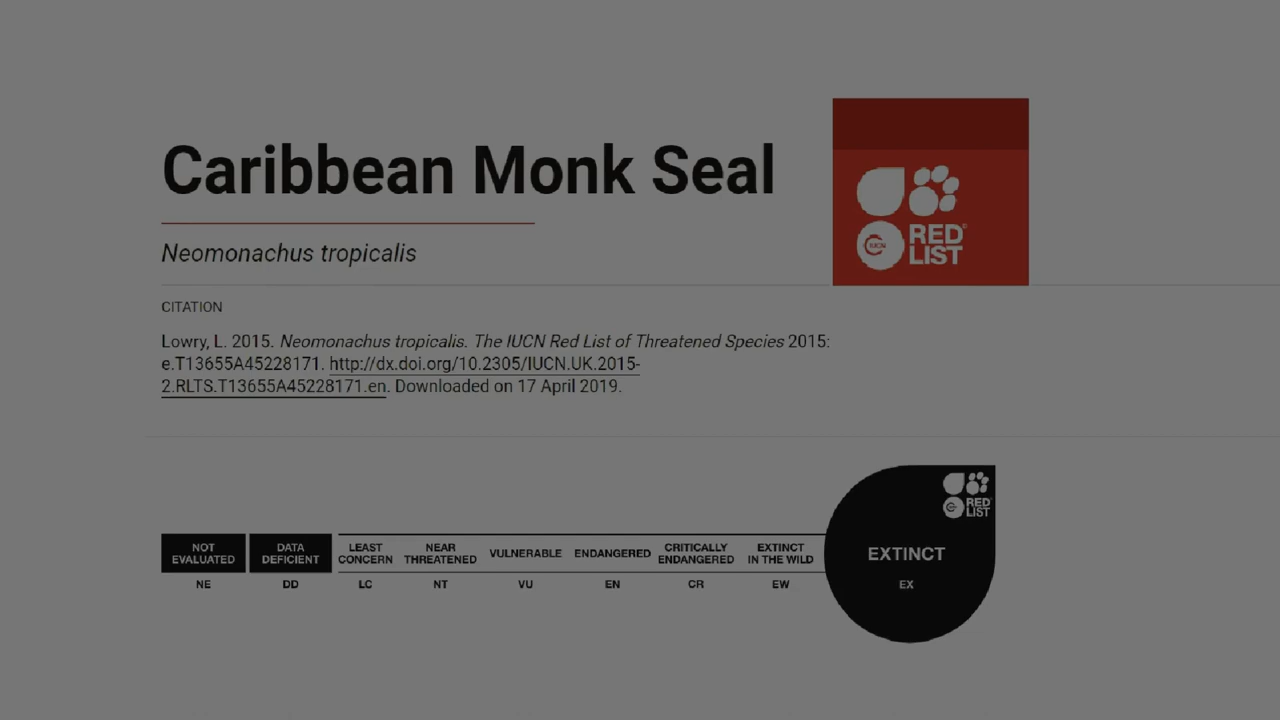 Caribbean Monk Seal
Neomonachus tropicalis
RED
LIST
IUCN
CITATION
Lowry, L. 2015. Neomonachus tropicalis. The IUCN Red List of Threatened Species 2015:
e.T13655A45228171. http://dx.doi.org/10.2305/IUCN.UK.2015-
2.RLTS.T13655A45228171.en. Downloaded on 17 April 2019.
RED
LIST
NOT
EVALUATED
DATA
DEFICIENT
LEAST
CONCERN
NEAR
THREATENED
VULNERABLE
ENDANGERED
CRITICALLY
ENDANGERED
EXTINCT
IN THE WILD
EXTINCT
NE
DD
LC
NT
VU
EN
CR
EW
EX